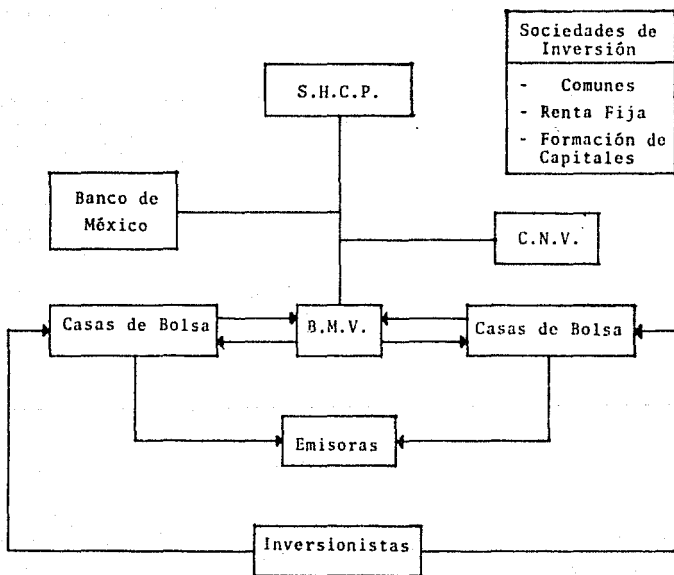 Sociedades de
Inversión
- Comunes
- Renta Fija
- Formación de
Capitales
S.H.C.P.
Banco de
México
C.N.V.
Casas de Bolsa
B.M.V.
Casas de Bolsa
Emisoras
Inversionistas